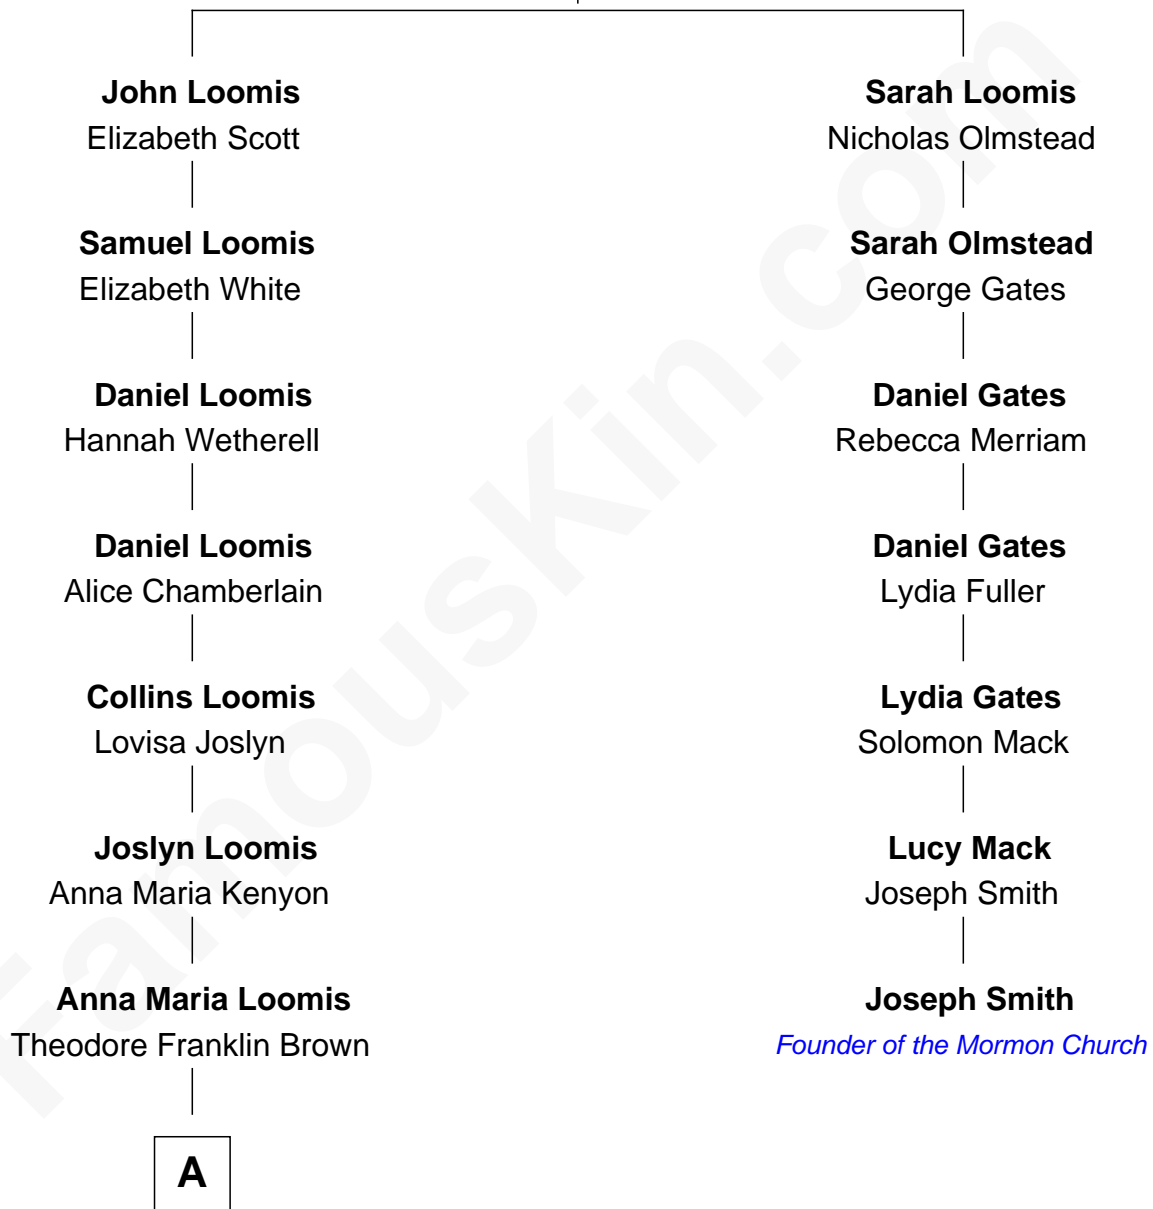 John Loomis
Elizabeth Scott
Samuel Loomis
Elizabeth White
Daniel Loomis
Hannah Wetherell
Daniel Loomis
Alice Chamberlain
Collins Loomis
Lovisa Joslyn
Joslyn Loomis
Anna Maria Kenyon
Anna Maria Loomis
Theodore Franklin Brown
A
Sarah Loomis
Nicholas Olmstead
Sarah Olmstead
George Gates
Daniel Gates
Rebecca Merriam
Daniel Gates
Lydia Fuller
Lydia Gates
Solomon Mack
Lucy Mack
Joseph Smith
Joseph Smith
Founder of the Mormon Church
FamousKin.com